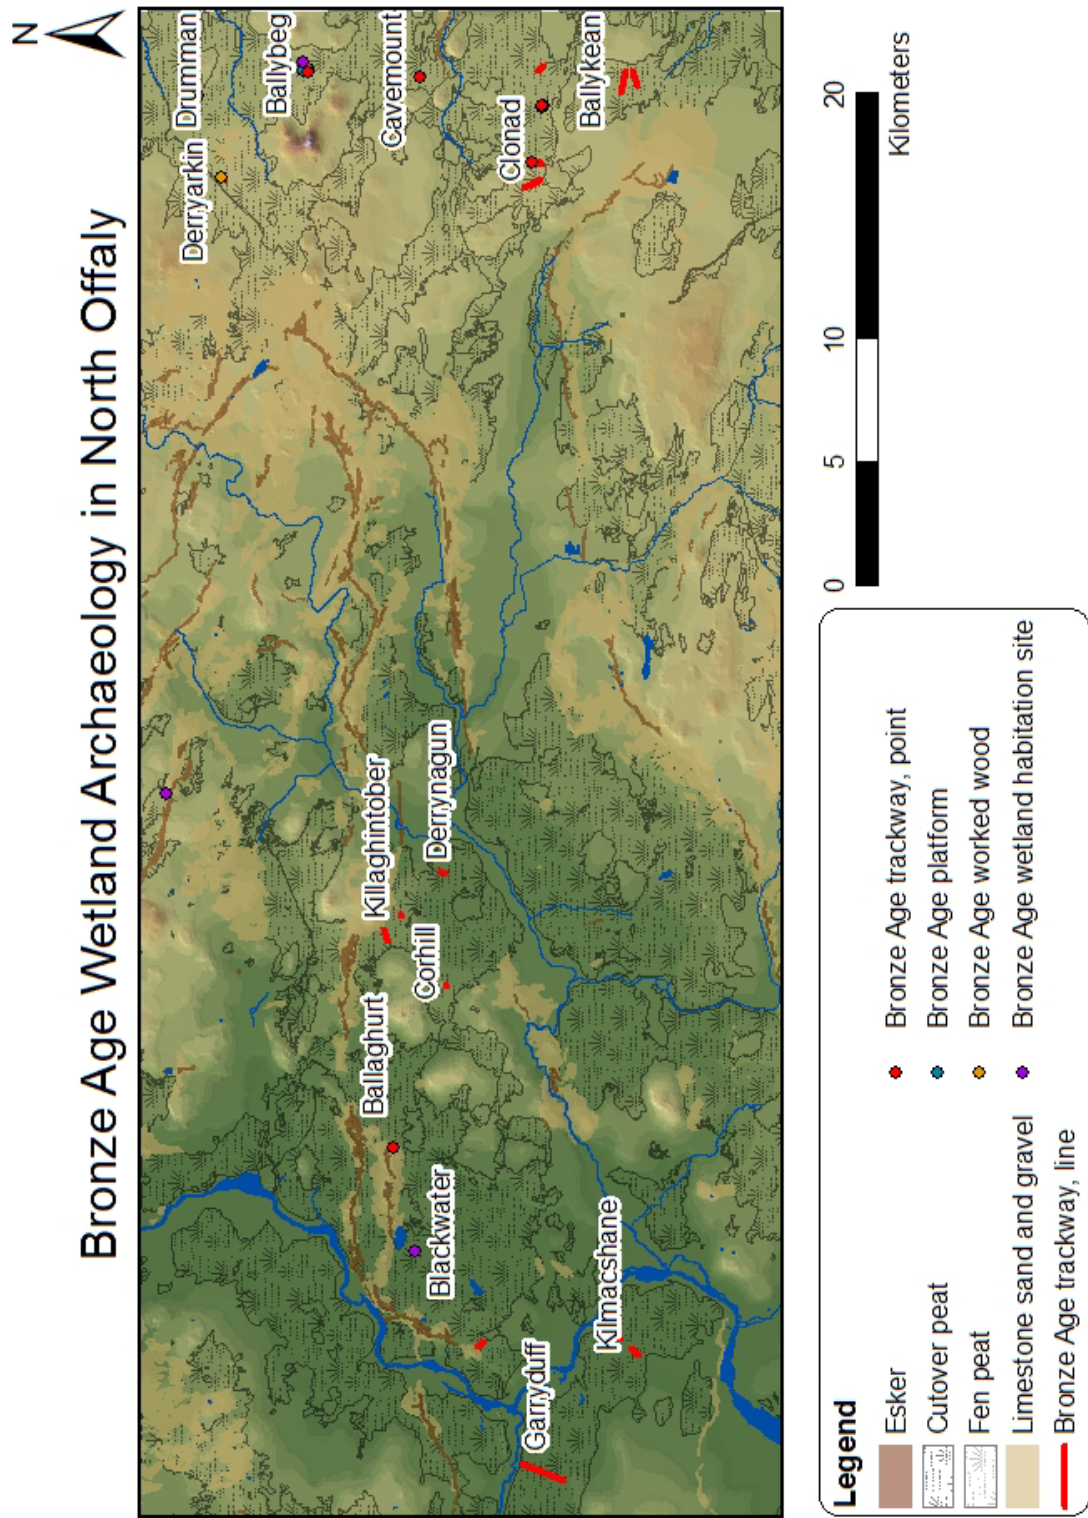 Bronze Age Wetland Archaeology in North Offaly
N
Derryarkin
Drumman
Ballybeg
Cavemount
Clonad
Ballykean
Killaghintober
Derrynagun
Corhill
Ballaghurt
Blackwater
Kilmacshane
Garryduff
Legend
Esker
Cutover peat
Fen peat
Limestone sand and gravel
Bronze Age trackway, line
Bronze Age trackway, point
Bronze Age platform
Bronze Age worked wood
Bronze Age wetland habitation site
0 5 10 20
Kilometers